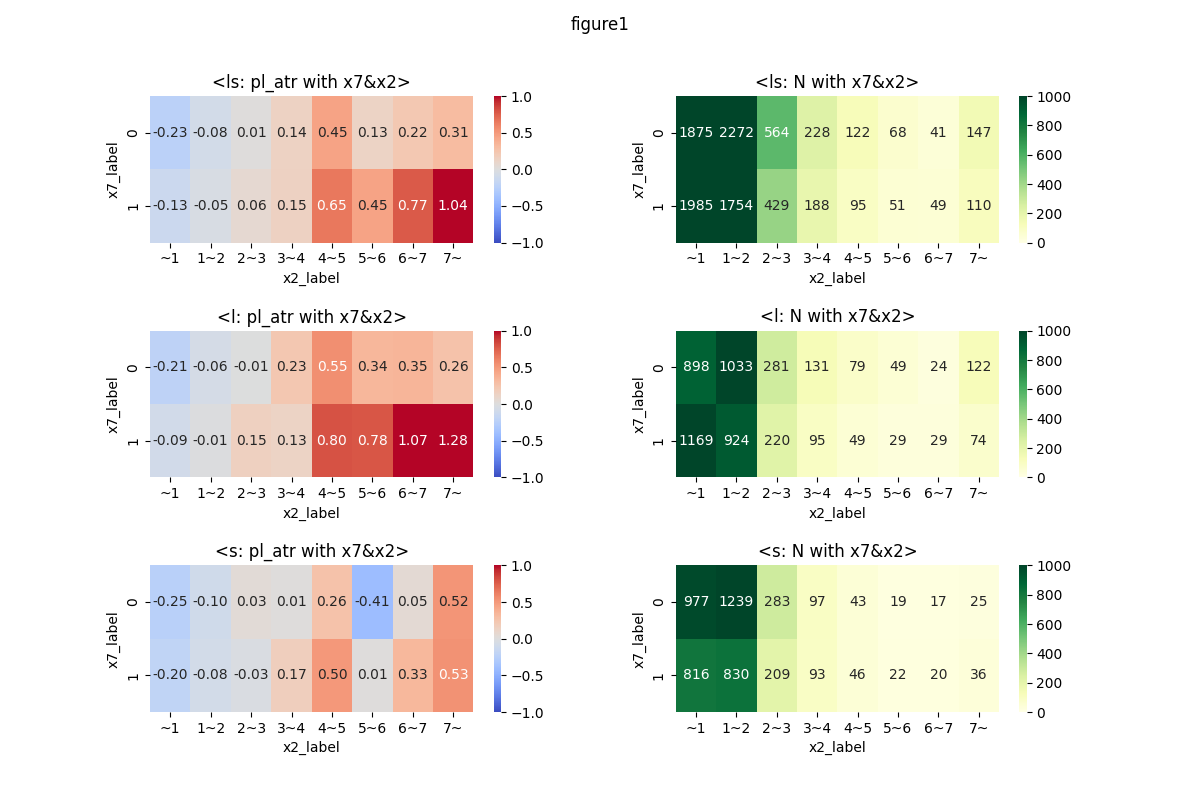 figure1
<ls: pl_atr with x7&x2>
x7_label
0 -0.23 -0.08 0.01 0.14 0.45 0.13 0.22 0.31
1 -0.13 -0.05 0.06 0.15 0.65 0.45 0.77 1.04
~1 1~2 2~3 3~4 4~5 5~6 6~7 7~
x2_label
1.0
0.5
0.0
−0.5
−1.0
<ls: N with x7&x2>
x7_label
0 1875 2272 564 228 122 68 41 147
1 1985 1754 429 188 95 51 49 110
~1 1~2 2~3 3~4 4~5 5~6 6~7 7~
x2_label
1000
800
600
400
200
0
<l: pl_atr with x7&x2>
x7_label
0 -0.21 -0.06 -0.01 0.23 0.55 0.34 0.35 0.26
1 -0.09 -0.01 0.15 0.13 0.80 0.78 1.07 1.28
~1 1~2 2~3 3~4 4~5 5~6 6~7 7~
x2_label
1.0
0.5
0.0
−0.5
−1.0
<l: N with x7&x2>
x7_label
0 898 1033 281 131 79 49 24 122
1 1169 924 220 95 49 29 29 74
~1 1~2 2~3 3~4 4~5 5~6 6~7 7~
x2_label
1000
800
600
400
200
0
<s: pl_atr with x7&x2>
x7_label
0 -0.25 -0.10 0.03 0.01 0.26 -0.41 0.05 0.52
1 -0.20 -0.08 -0.03 0.17 0.50 0.01 0.33 0.53
~1 1~2 2~3 3~4 4~5 5~6 6~7 7~
x2_label
1.0
0.5
0.0
−0.5
−1.0
<s: N with x7&x2>
x7_label
0 977 1239 283 97 43 19 17 25
1 816 830 209 93 46 22 20 36
~1 1~2 2~3 3~4 4~5 5~6 6~7 7~
x2_label
1000
800
600
400
200
0